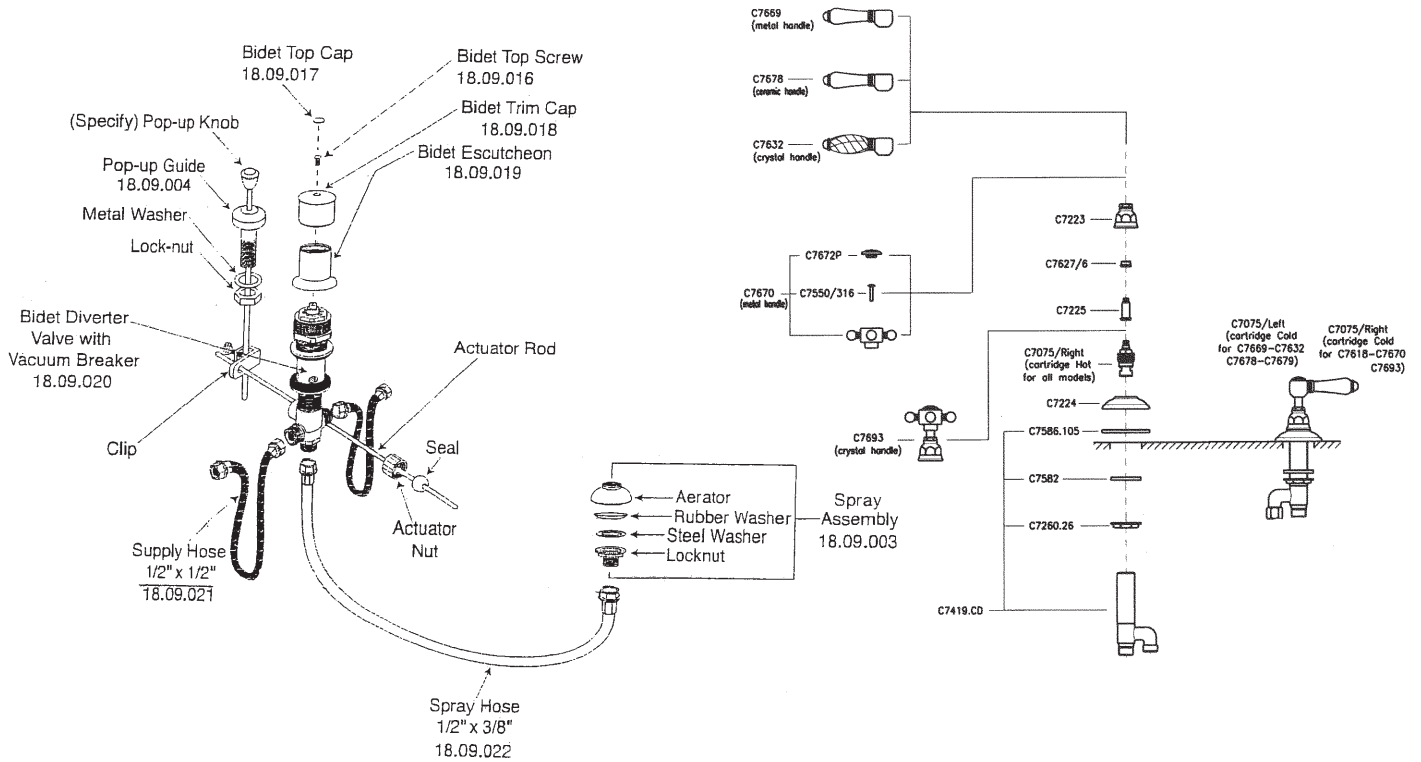 Bidet Top Cap
18.09.017
Bidet Top Screw
18.09.016
Bidet Trim Cap
18.09.018
Bidet Escutcheon
18.09.019
(Specify) Pop-up Knob
Pop-up Guide
18.09.004
Metal Washer
Lock-nut
Bidet Diverter
Valve with
Vacuum Breaker
18.09.020
Clip
Actuator Rod
Seal
Actuator
Nut
Supply Hose
1/2" x 1/2"
18.09.021
Aerator
Rubber Washer
Steel Washer
Locknut
Spray
Assembly
18.09.003
Spray Hose
1/2" x 3/8"
18.09.022
C7669
(metal handle)
C7678
(ceramic handle)
C7632
(crystal handle)
C7223
C7627/6
C7225
C7672P
C7670
(metal handle)
C7550/316
C7075/Right
(cartridge Hot
for all models)
C7224
C7693
(crystal handle)
C7586.105
C7582
C7260.26
C7419.CD
C7075/Left
(cartridge Cold
for C7669-C7632
C7678-C7679)
C7075/Right
(cartridge Cold
for C7618-C7670
C7693)